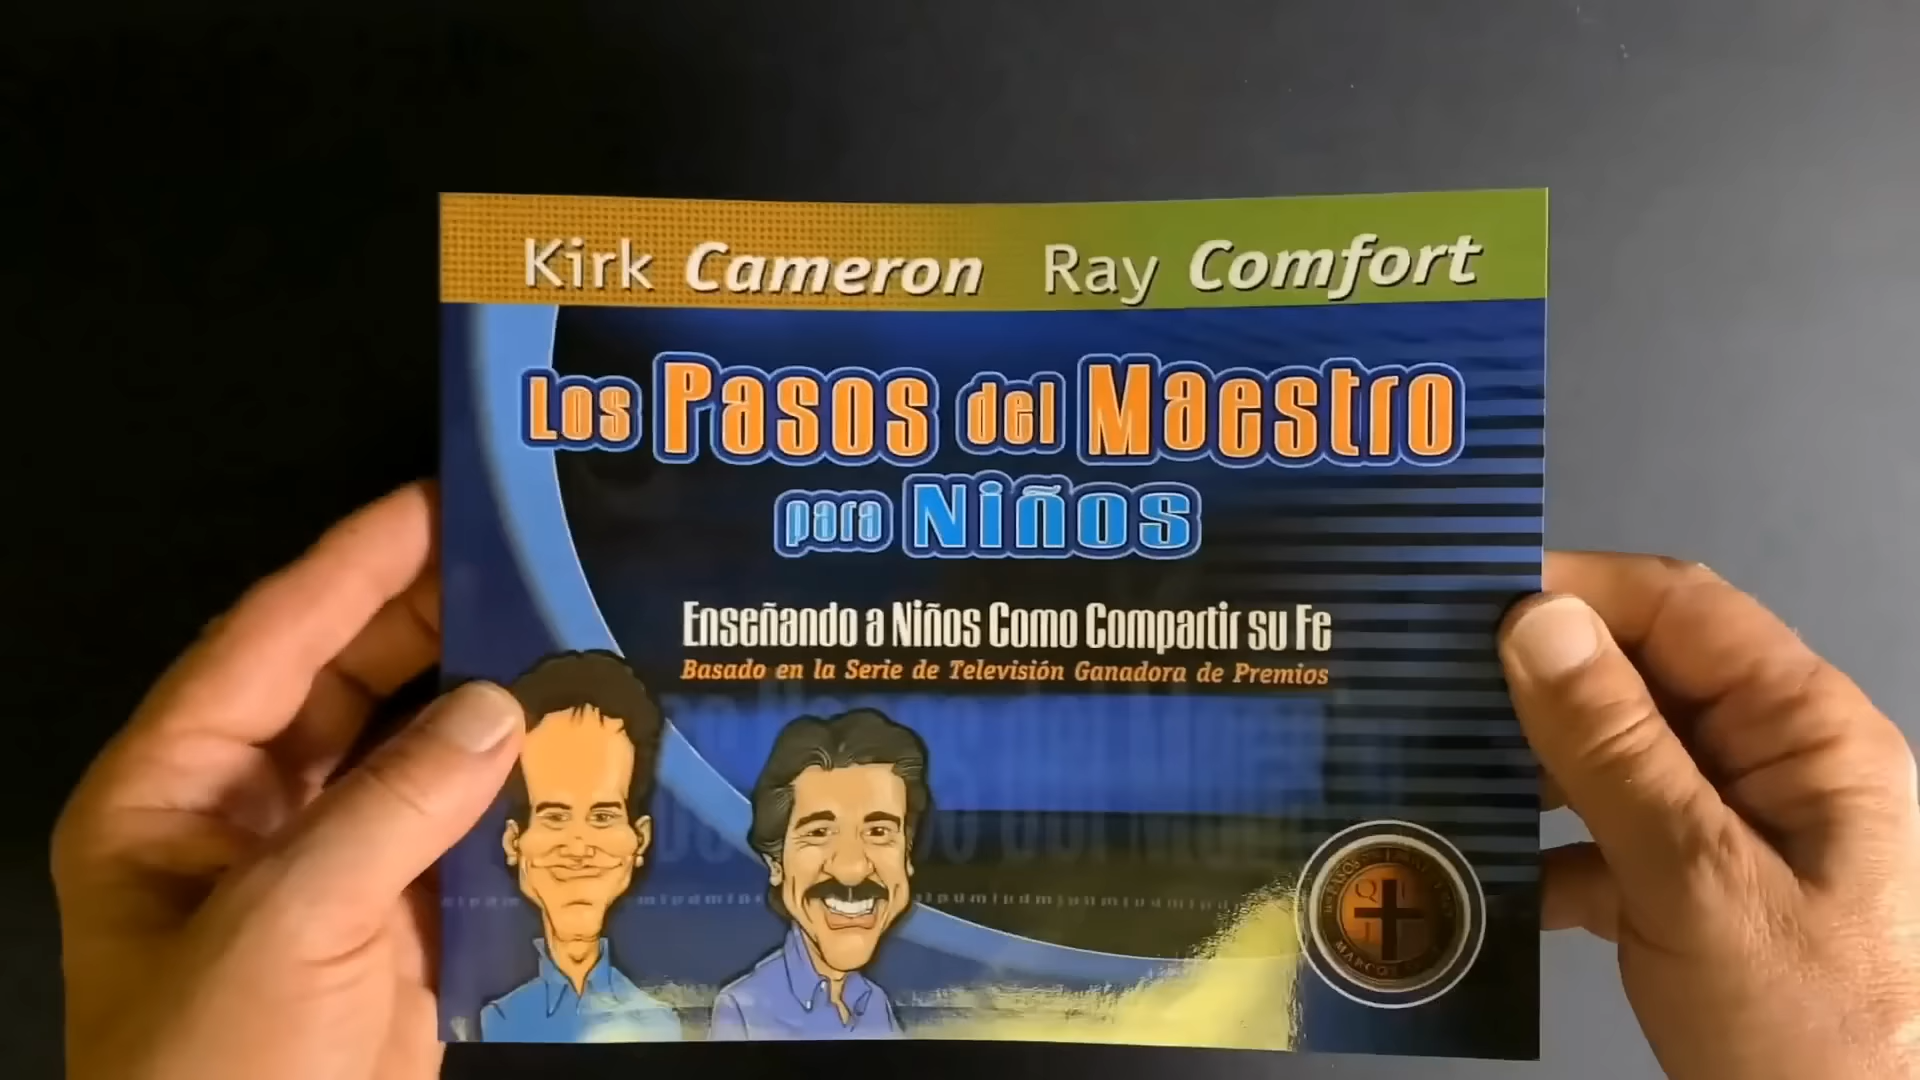 Kirk Cameron Ray Comfort
Los Pasos del Maestro
para Niños
Enseñando a Niños Como Compartir su Fe
Basado en la Serie de Televisión Ganadora de Premios